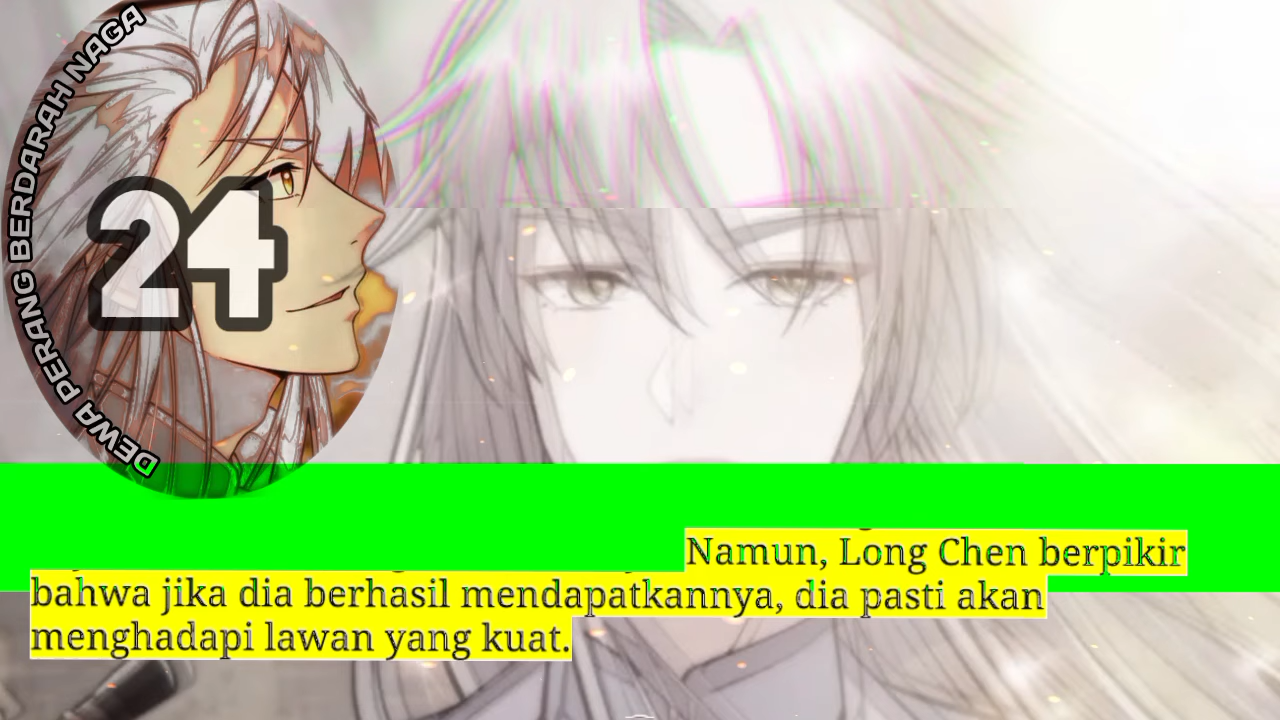 DEWA PERANG BERDARAH NAGA
24
Namun, Long Chen berpikir
bahwa jika dia berhasil mendapatkannya, dia pasti akan
menghadapi lawan yang kuat.